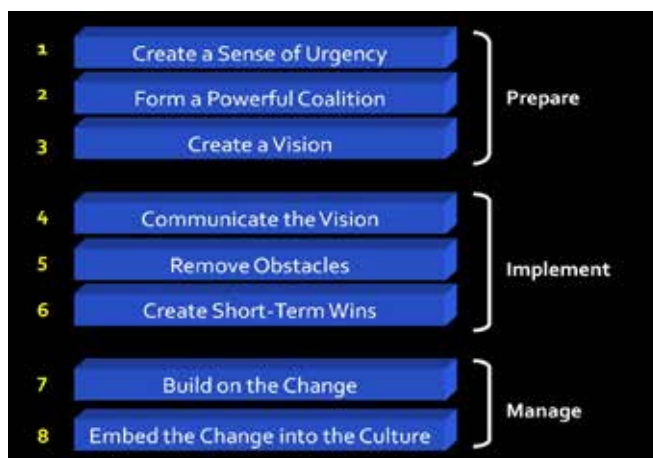 1 Create a Sense of Urgency
2 Form a Powerful Coalition
3 Create a Vision
Prepare
4 Communicate the Vision
5 Remove Obstacles
6 Create Short-Term Wins
Implement
7 Build on the Change
8 Embed the Change into the Culture
Manage